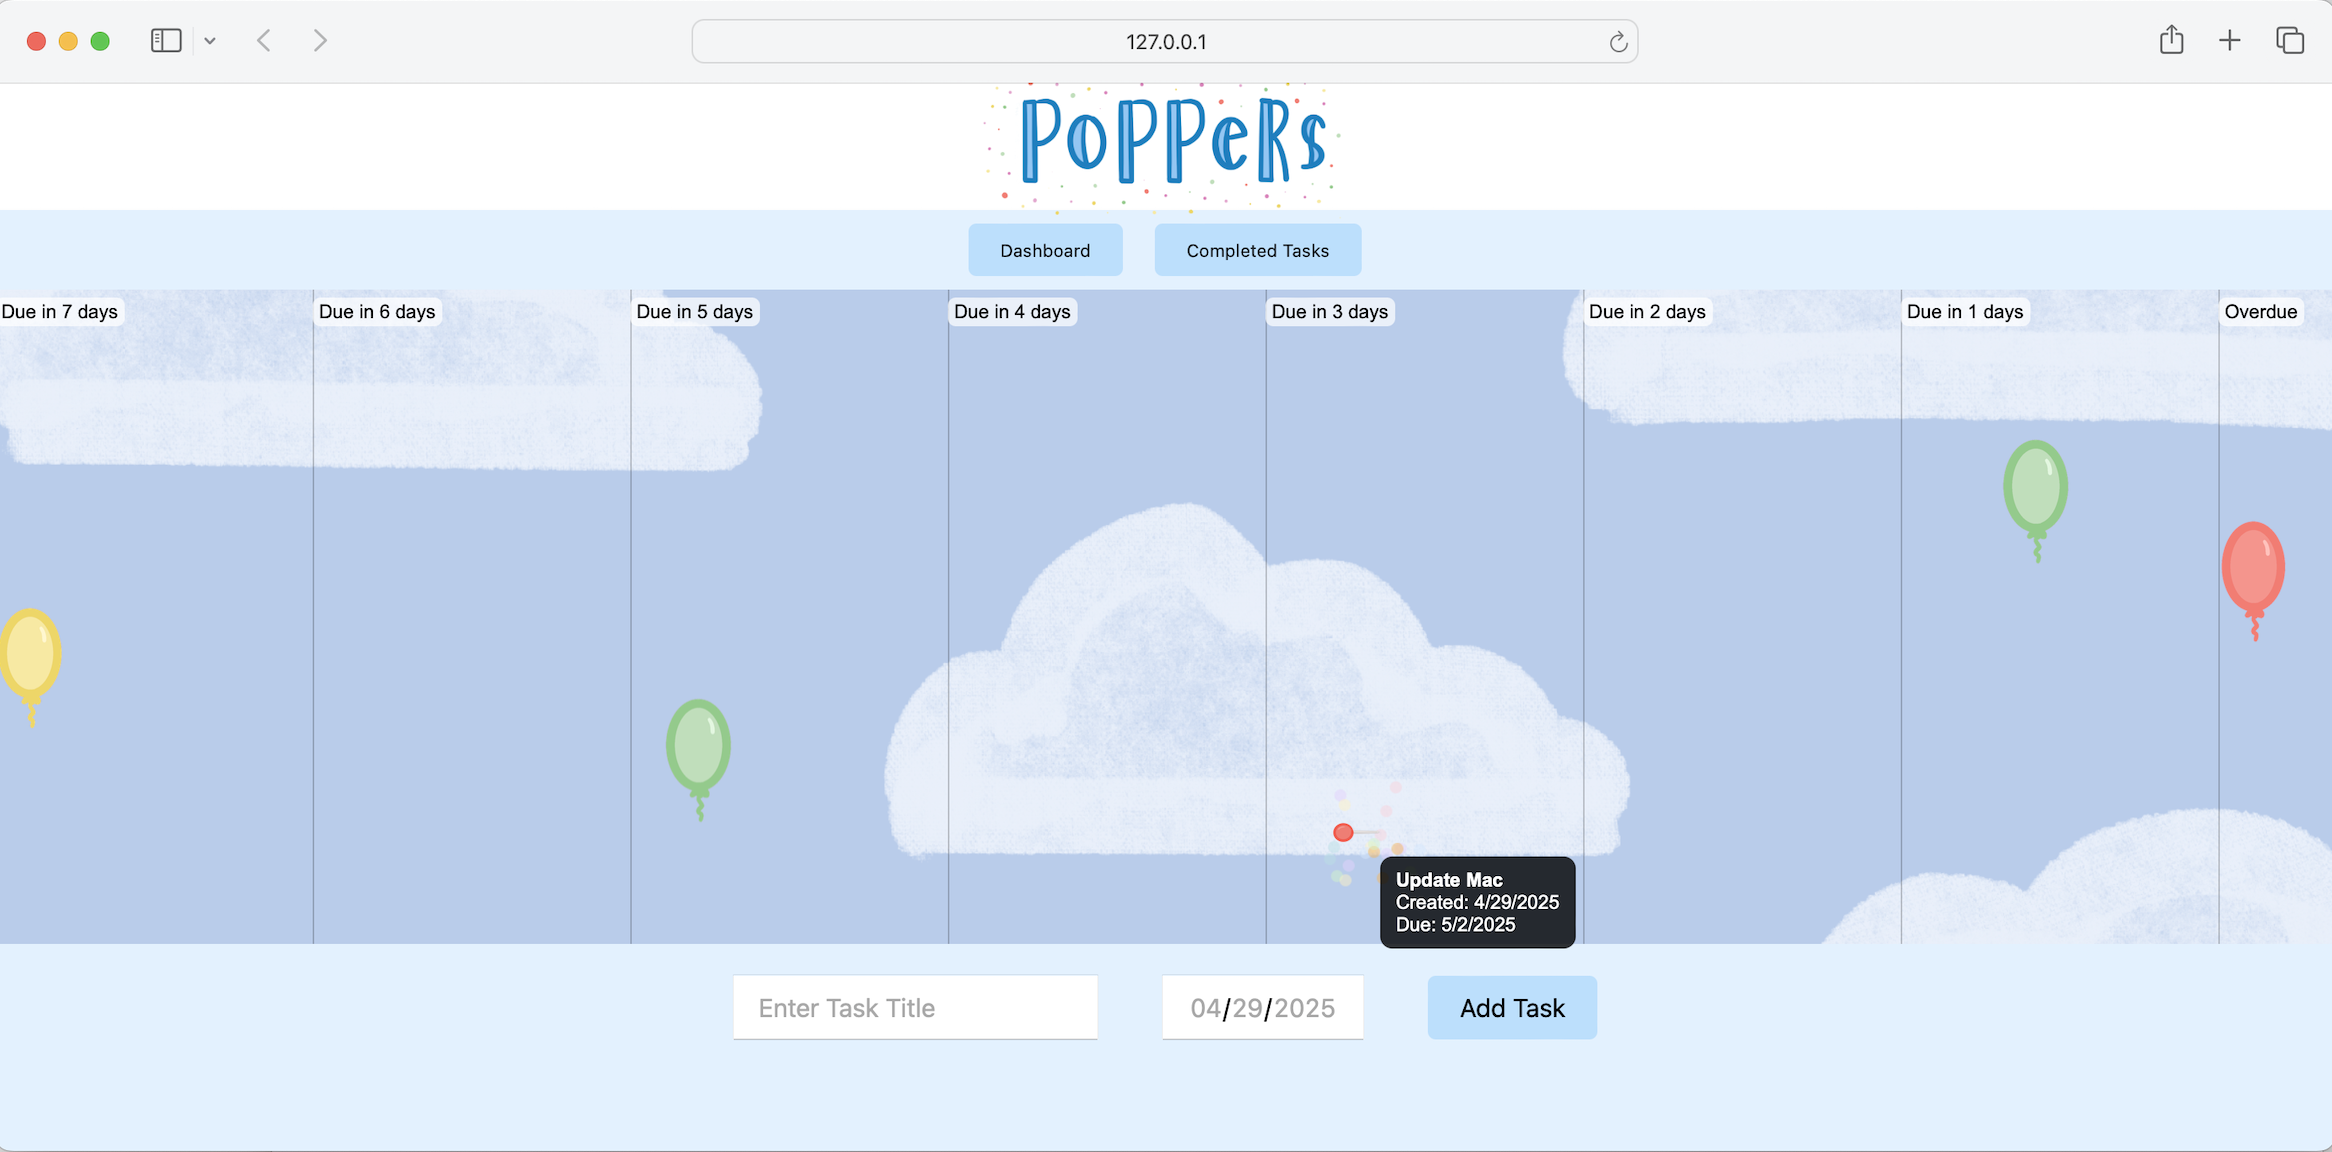 127.0.0.1
PoPPeRs
Dashboard
Completed Tasks
Due in 7 days
Due in 6 days
Due in 5 days
Due in 4 days
Due in 3 days
Due in 2 days
Due in 1 days
Overdue
Update Mac
Created: 4/29/2025
Due: 5/2/2025
Enter Task Title
04/29/2025
Add Task